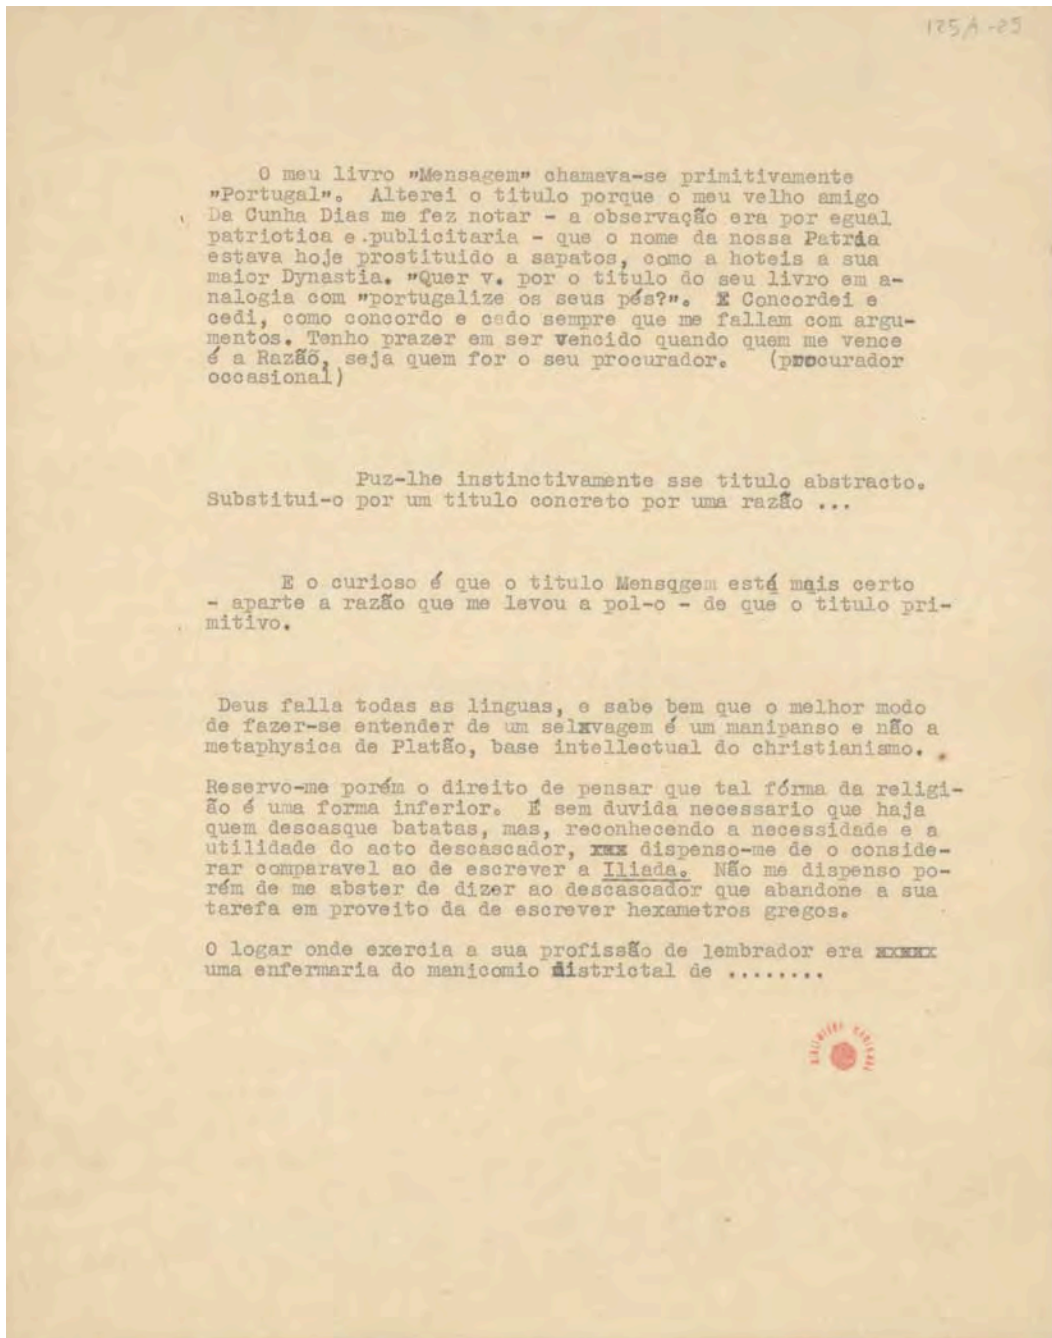 125A-25
O meu livro "Mensagem" chamava-se primitivamente
"Portugal". Alterei o titulo porque o meu velho amigo
Da Cunha Dias me fez notar - a observação era por egual
patriotica e publicitaria - que o nome da nossa Patria
estava hoje prostituido a sapatos, como a hoteis a sua
maior Dynastia. "Quer v. por o titulo do seu livro em a-
nalogia com "portugalize os seus pés?". E Concordei e
cedi, como concordo e cedo sempre que me fallam com argu-
mentos. Tenho prazer em ser vencido quando quem me vence
é a Razão, seja quem for o seu procurador. (procurador
occasional)
Puz-lhe instinctivamente sse titulo abstracto.
Substitui-o por um titulo concreto por uma razão ...
E o curioso é que o titulo Mensqgem está mais certo
- aparte a razão que me levou a pol-o - de que o titulo pri-
mitivo.
Deus falla todas as linguas, e sabe bem que o melhor modo
de fazer-se entender de um selxvagem é um manipanso e não a
metaphysica de Platão, base intellectual do christianismo.
Reservo-me porém o direito de pensar que tal fórma da religi-
ão é uma forma inferior. É sem duvida necessario que haja
quem descasque batatas, mas, reconhecendo a necessidade e a
utilidade do acto descascador, xxx dispenso-me de o conside-
rar comparavel ao de escrever a Iliada. Não me dispenso po-
rém de me abster de dizer ao descascador que abandone a sua
tarefa em proveito da de escrever hexametros gregos.
O logar onde exercia a sua profissão de lembrador era xxxxx
uma enfermaria do manicomio districtal de ........
BIBLIOTHECA NACIONAL